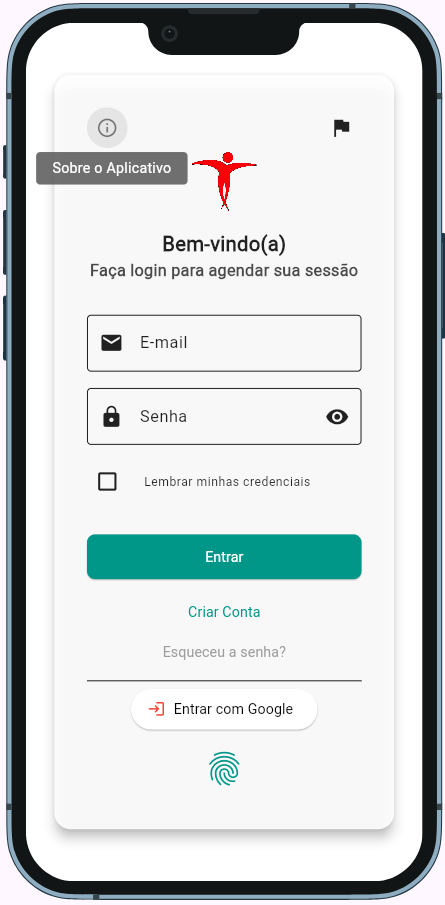 Sobre o Aplicativo
Bem-vindo(a)
Faça login para agendar sua sessão
E-mail
Senha
Lembrar minhas credenciais
Entrar
Criar Conta
Esqueceu a senha?
Entrar com Google